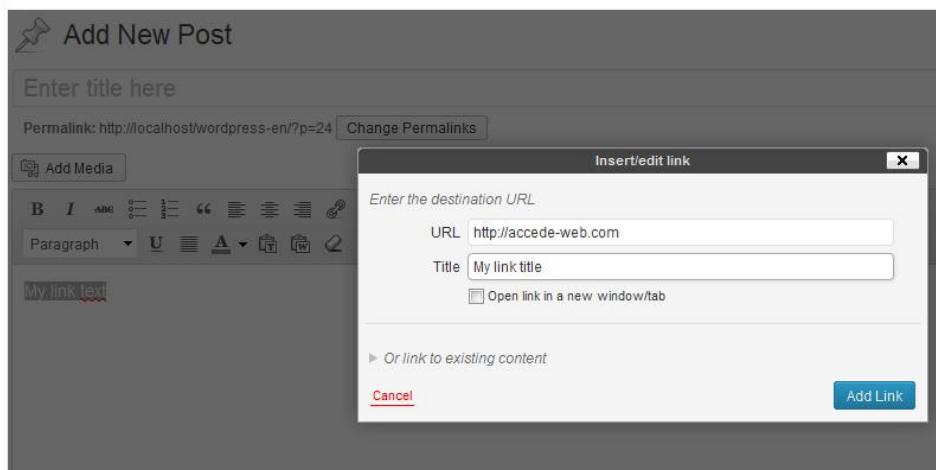 Add New Post
Enter title here
Permalink: http://localhost/wordpress-en/?p=24 Change Permalinks
Add Media
B I ABC
Paragraph U A
My link text
Insert/edit link
Enter the destination URL
URL http://accede-web.com
Title My link title
Open link in a new window/tab
Or link to existing content
Cancel Add Link